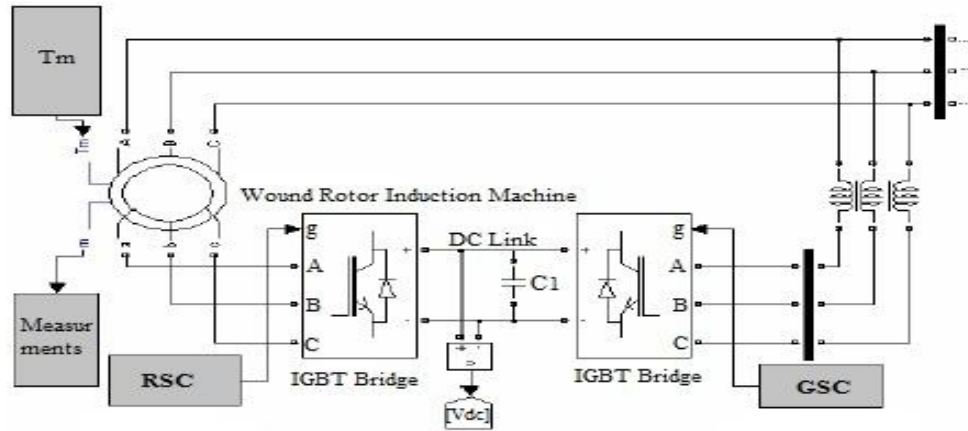 Tm
Tm
A
B
C
Wound Rotor Induction Machine
m
g
A
B
C
+
-
IGBT Bridge
DC Link
C1
+
-
v
[Vdc]
g
A
B
C
+
-
IGBT Bridge
Measur
ments
RSC
GSC